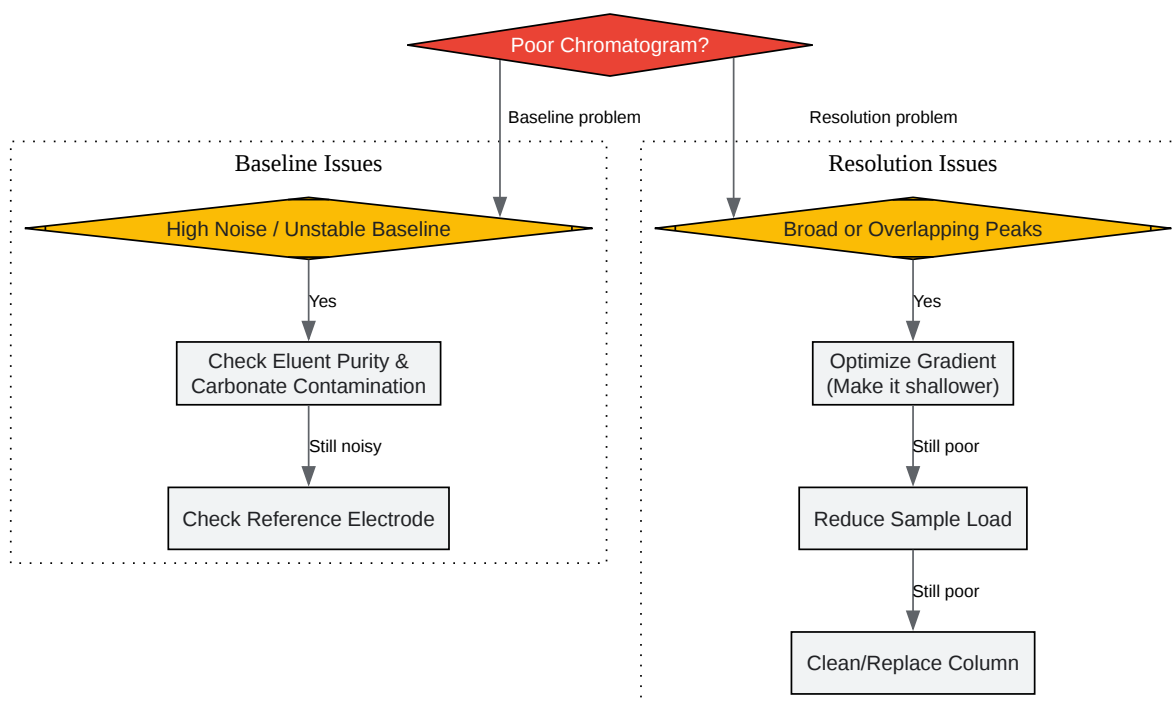 Poor Chromatogram?
Baseline problem
Resolution problem
Baseline Issues
High Noise / Unstable Baseline
Yes
Check Eluent Purity &
Carbonate Contamination
Still noisy
Check Reference Electrode
Resolution Issues
Broad or Overlapping Peaks
Yes
Optimize Gradient
(Make it shallower)
Still poor
Reduce Sample Load
Still poor
Clean/Replace Column